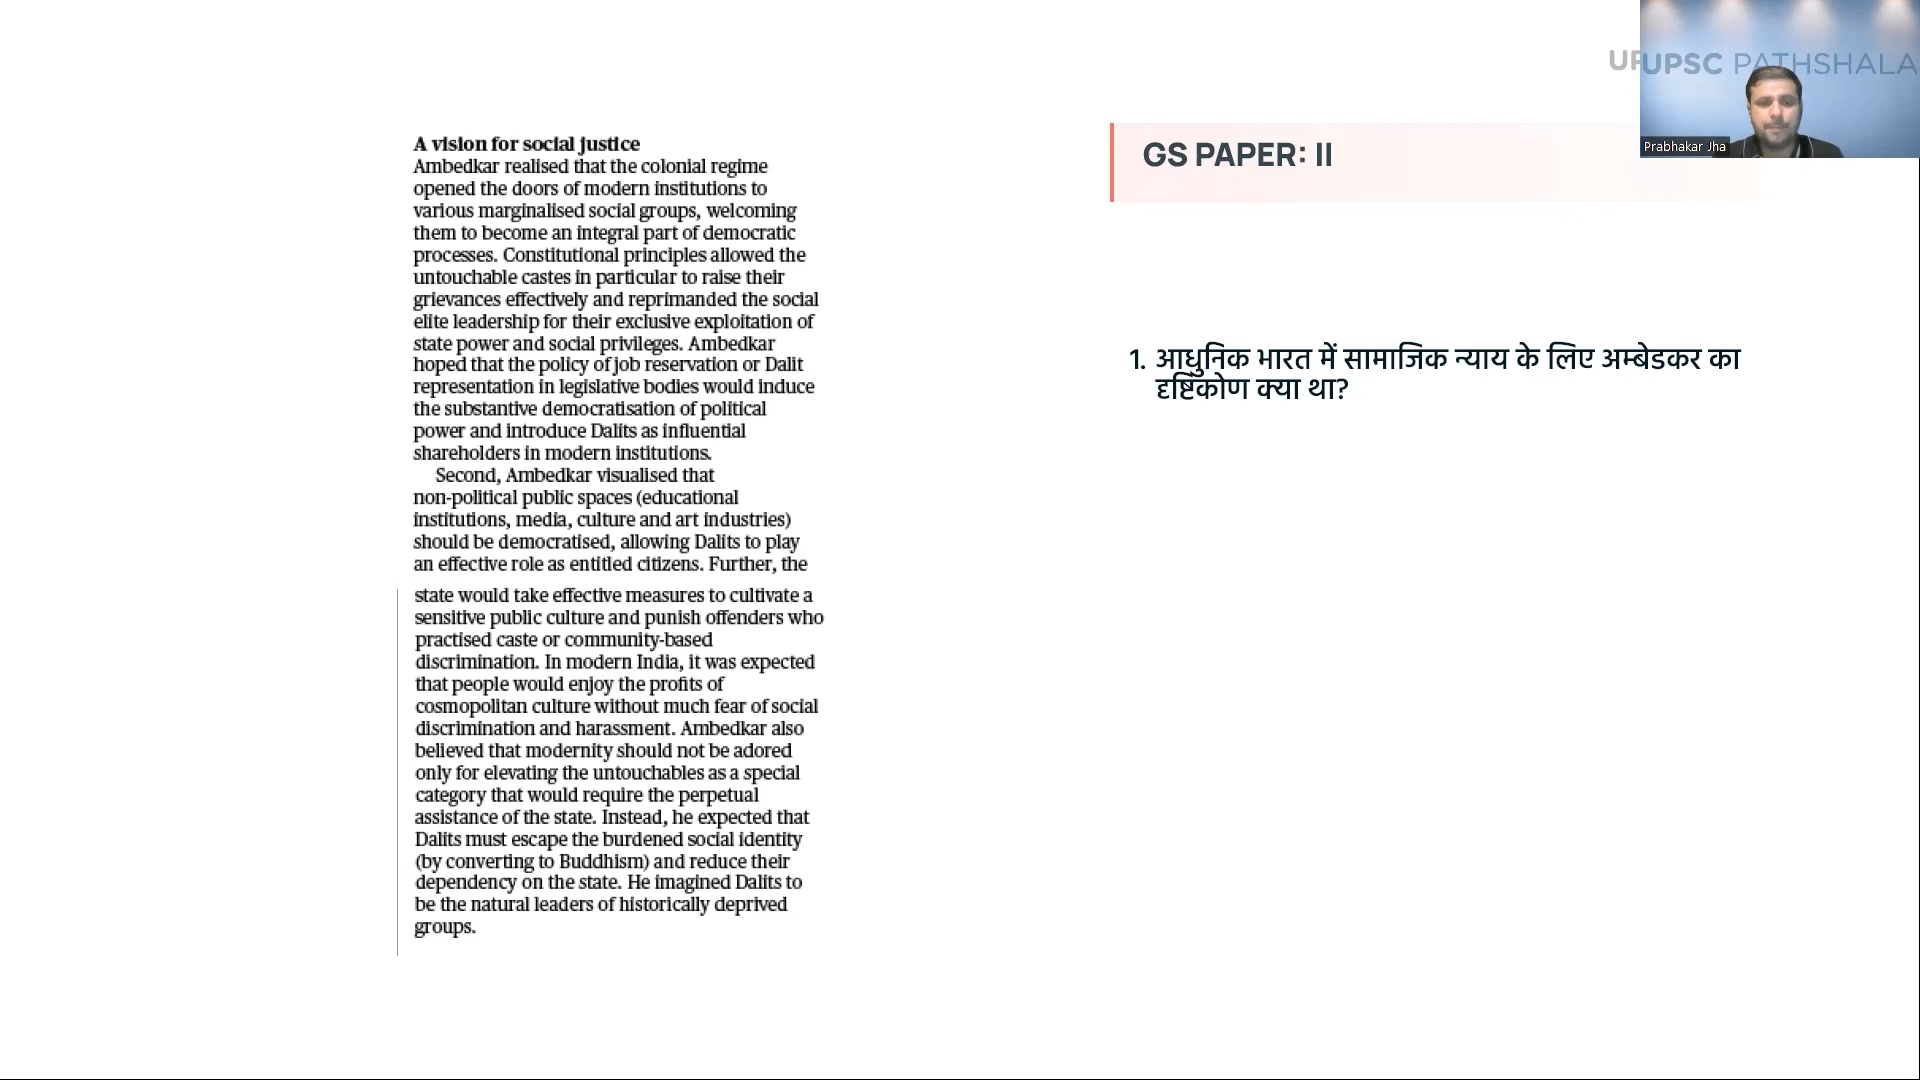 A vision for social justice
Ambedkar realised that the colonial regime
opened the doors of modern institutions to
various marginalised social groups, welcoming
them to become an integral part of democratic
processes. Constitutional principles allowed the
untouchable castes in particular to raise their
grievances effectively and reprimanded the social
elite leadership for their exclusive exploitation of
state power and social privileges. Ambedkar
hoped that the policy of job reservation or Dalit
representation in legislative bodies would induce
the substantive democratisation of political
power and introduce Dalits as influential
shareholders in modern institutions.
Second, Ambedkar visualised that
non-political public spaces (educational
institutions, media, culture and art industries)
should be democratised, allowing Dalits to play
an effective role as entitled citizens. Further, the
state would take effective measures to cultivate a
sensitive public culture and punish offenders who
practised caste or community-based
discrimination. In modern India, it was expected
that people would enjoy the profits of
cosmopolitan culture without much fear of social
discrimination and harassment. Ambedkar also
believed that modernity should not be adored
only for elevating the untouchables as a special
category that would require the perpetual
assistance of the state. Instead, he expected that
Dalits must escape the burdened social identity
(by converting to Buddhism) and reduce their
dependency on the state. He imagined Dalits to
be the natural leaders of historically deprived
groups.
GS PAPER: II
1. आधुनिक भारत में सामाजिक न्याय के लिए अम्बेडकर का
दृष्टिकोण क्या था?
UPSC PATHSHALA
Prabhakar Jha